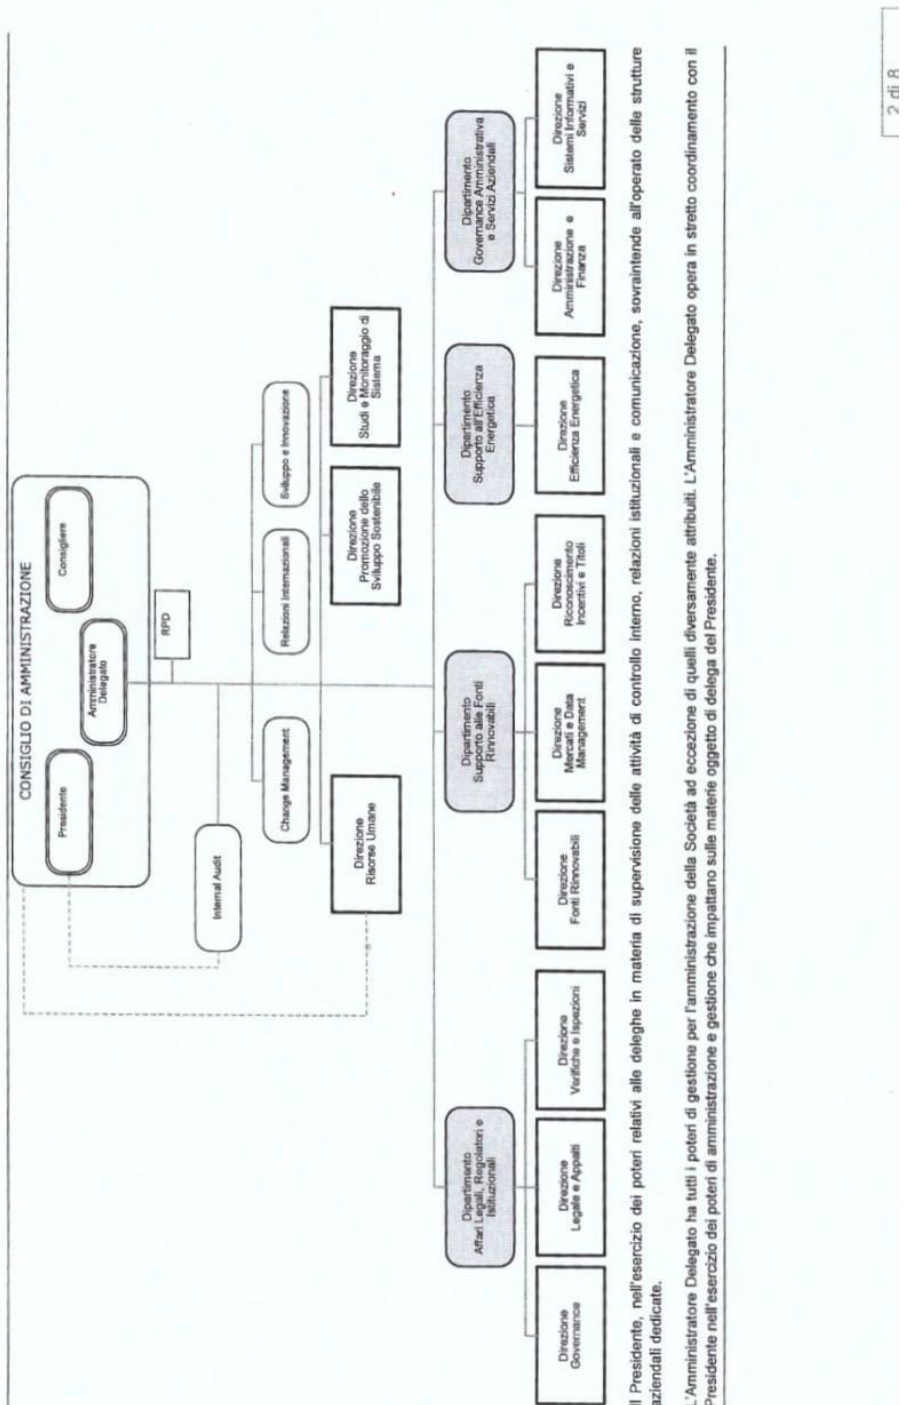 CONSIGLIO DI AMMINISTRAZIONE
Presidente
Amministratore
Delegato
Consigliere
RPD
Internal Audit
Change Management
Relazioni Internazionali
Sviluppo e Innovazione
Direzione
Risorse Umane
Direzione
Promozione dello
Sviluppo Sostenibile
Direzione
Studi e Monitoraggio di
Sistema
Dipartimento
Affari Legali, Regolatori e
Istituzionali
Dipartimento
Supporto alle Fonti
Rinnovabili
Dipartimento
Supporto all'Efficienza
Energetica
Dipartimento
Governance Amministrativa
e Servizi Aziendali
Direzione
Governance
Direzione
Legale e Appalti
Direzione
Verifiche e Ispezioni
Direzione
Fonti Rinnovabili
Direzione
Mercati e Data
Management
Direzione
Riconoscimento
Incentivi e Titoli
Direzione
Efficienza Energetica
Direzione
Amministrazione e
Finanza
Direzione
Sistemi Informativi e
Servizi
Il Presidente, nell'esercizio dei poteri relativi alle deleghe in materia di supervisione delle attività di controllo interno, relazioni istituzionali e comunicazione, sovraintende all'operato delle strutture
aziendali dedicate.
L'Amministratore Delegato ha tutti i poteri di gestione per l'amministrazione della Società ad eccezione di quelli diversamente attribuiti. L'Amministratore Delegato opera in stretto coordinamento con il
Presidente nell'esercizio dei poteri di amministrazione e gestione che impattano sulle materie oggetto di delega del Presidente.
2 di 8